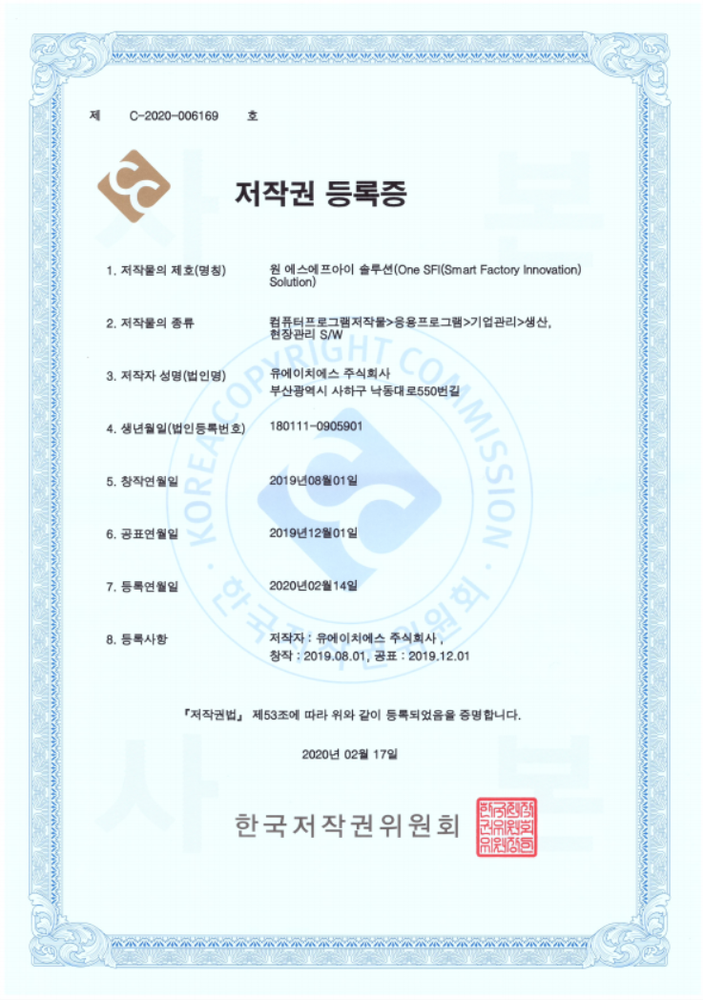 제 C-2020-006169 호
저작권 등록증
1. 저작물의 제호(명칭) 원 에스에프아이 솔루션(One SFI(Smart Factory Innovation)
Solution)
2. 저작물의 종류 컴퓨터프로그램저작물>응용프로그램>기업관리>생산,
현장관리 S/W
3. 저작자 성명(법인명) 유에이치에스 주식회사
부산광역시 사하구 낙동대로550번길
4. 생년월일(법인등록번호) 180111-0905901
5. 창작연월일 2019년08월01일
6. 공표연월일 2019년12월01일
7. 등록연월일 2020년02월14일
8. 등록사항 저작자 : 유에이치에스 주식회사 ,
창작 : 2019.08.01, 공표 : 2019.12.01
『저작권법』 제53조에 따라 위와 같이 등록되었음을 증명합니다.
2020년 02월 17일
한국저작권위원회
KOREA COPYRIGHT COMMISSION
한국저작권위원회
사 본
사 본